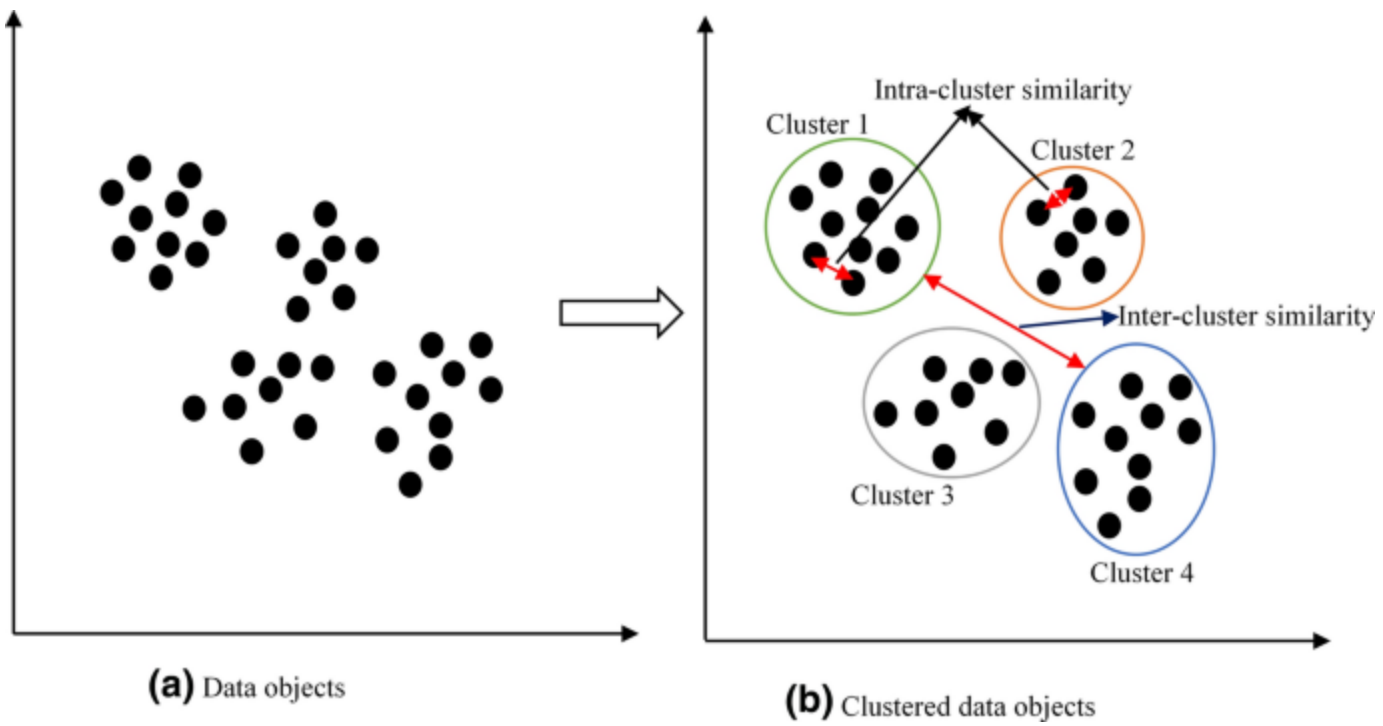 Intra-cluster similarity
Cluster 1
Cluster 2
Inter-cluster similarity
Cluster 3
Cluster 4
(a) Data objects
(b) Clustered data objects